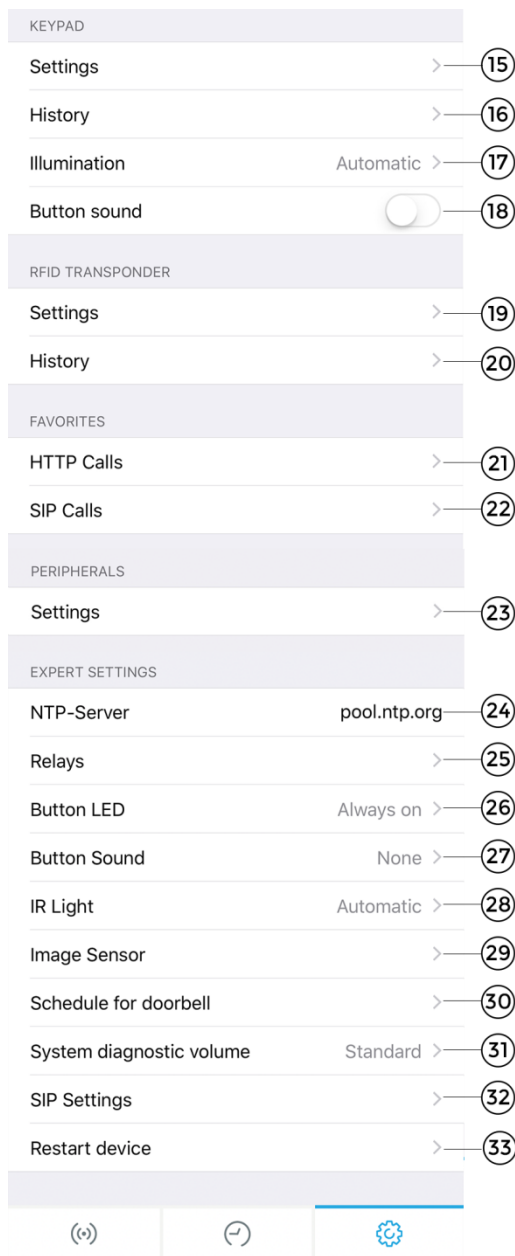 KEYPAD
Settings 15
History 16
Illumination Automatic 17
Button sound 18
RFID TRANSPONDER
Settings 19
History 20
FAVORITES
HTTP Calls 21
SIP Calls 22
PERIPHERALS
Settings 23
EXPERT SETTINGS
NTP-Server pool.ntp.org 24
Relays 25
Button LED Always on 26
Button Sound None 27
IR Light Automatic 28
Image Sensor 29
Schedule for doorbell 30
System diagnostic volume Standard 31
SIP Settings 32
Restart device 33